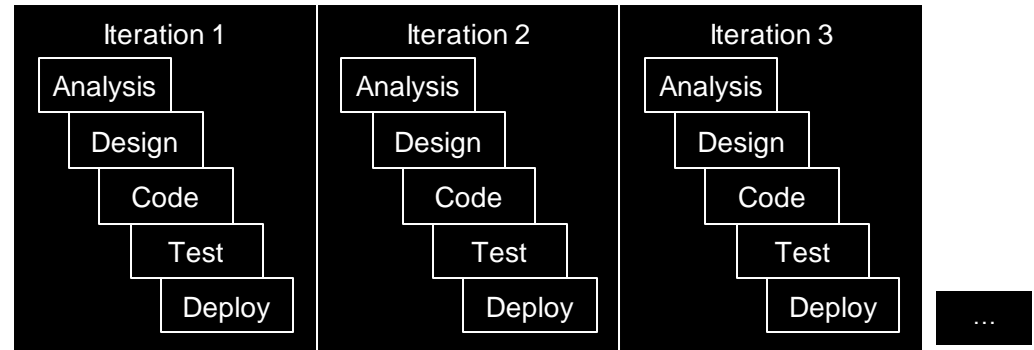 Iteration 1
Analysis
Design
Code
Test
Deploy
Iteration 2
Analysis
Design
Code
Test
Deploy
Iteration 3
Analysis
Design
Code
Test
Deploy
…